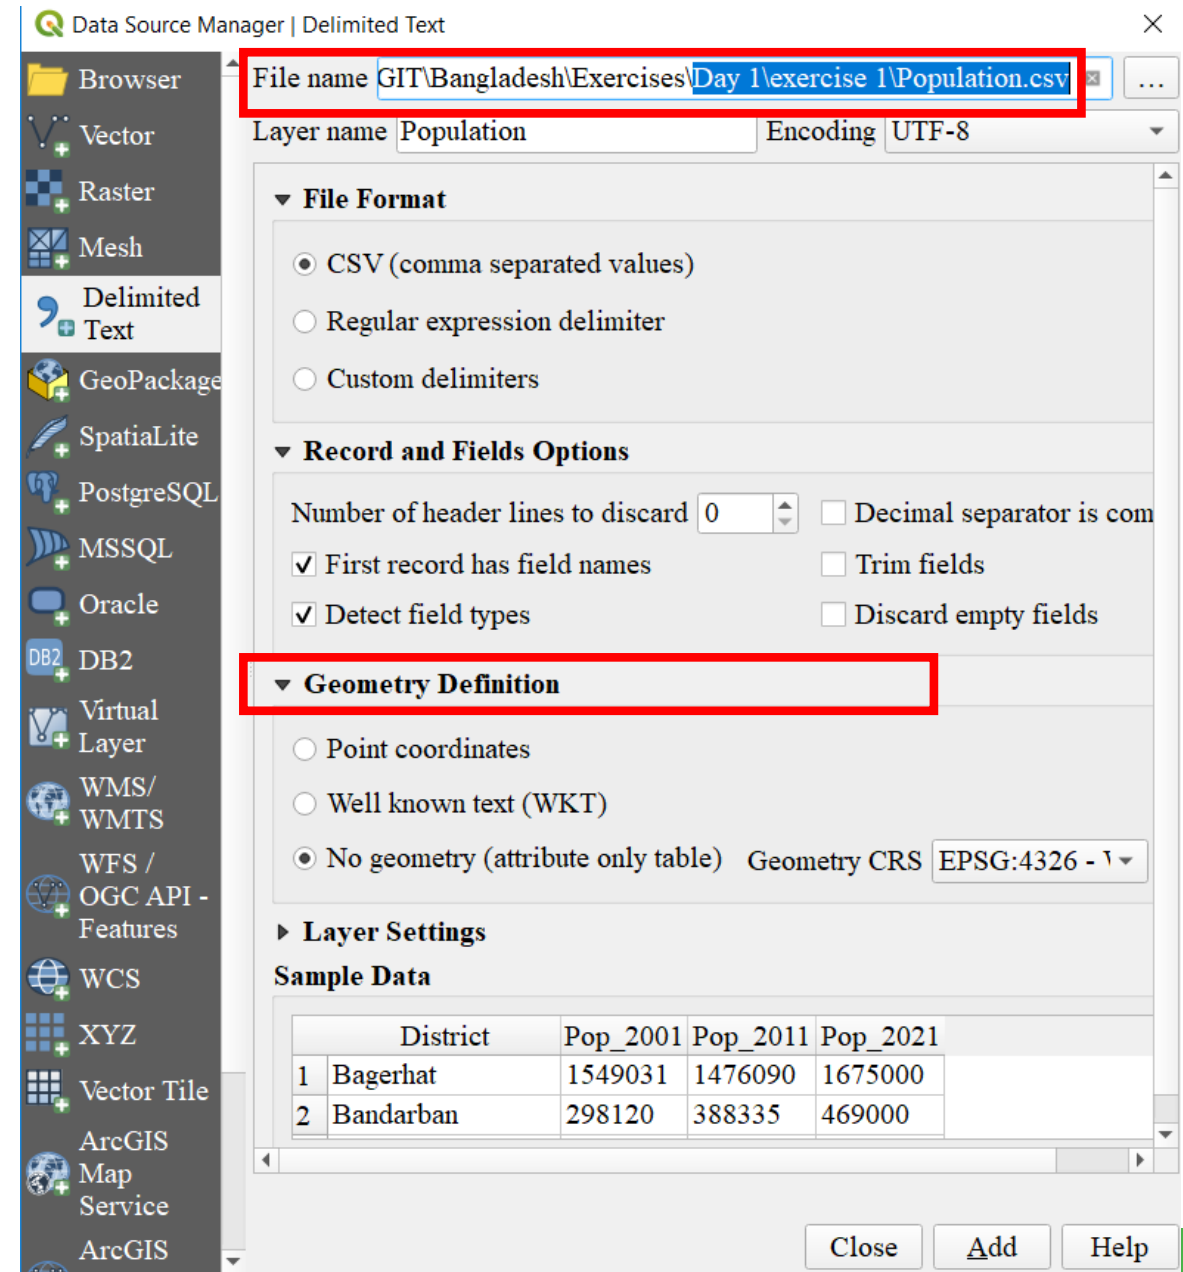 Data Source Manager | Delimited Text
Browser
Vector
Raster
Mesh
Delimited
Text
GeoPackage
SpatiaLite
PostgreSQL
MSSQL
Oracle
DB2
DB2
Virtual
Layer
WMS/
WMTS
WFS /
OGC API -
Features
WCS
XYZ
Vector Tile
ArcGIS
Map
Service
ArcGIS
File name GIT\Bangladesh\Exercises\Day 1\exercise 1\Population.csv ...
Layer name Population Encoding UTF-8
File Format
CSV (comma separated values)
Regular expression delimiter
Custom delimiters
Record and Fields Options
Number of header lines to discard 0 Decimal separator is com
First record has field names Trim fields
Detect field types Discard empty fields
Geometry Definition
Point coordinates
Well known text (WKT)
No geometry (attribute only table) Geometry CRS EPSG:4326 -
Layer Settings
Sample Data
District Pop_2001 Pop_2011 Pop_2021
1 Bagerhat 1549031 1476090 1675000
2 Bandarban 298120 388335 469000
Close Add Help